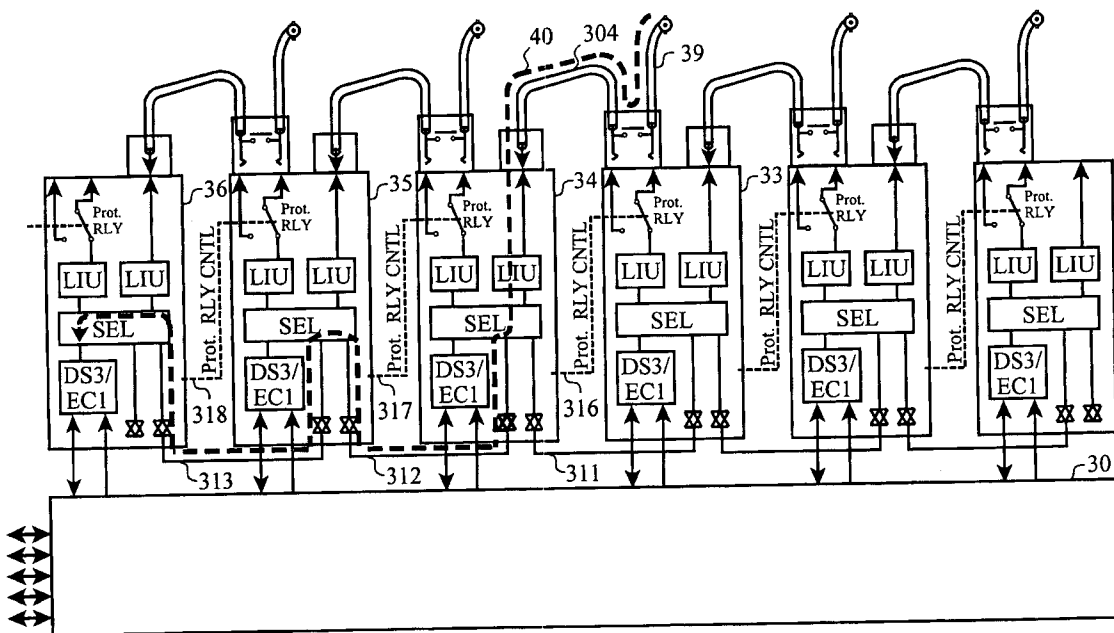 40
304
39
36
35
34
33
Prot.
RLY
Prot.
RLY
Prot.
RLY
Prot.
RLY
Prot.
RLY
Prot.
RLY
Prot. RLY CNTL
Prot. RLY CNTL
Prot. RLY CNTL
Prot. RLY CNTL
Prot. RLY CNTL
LIU
LIU
LIU
LIU
LIU
LIU
LIU
LIU
LIU
LIU
LIU
LIU
SEL
SEL
SEL
SEL
SEL
SEL
DS3/
EC1
DS3/
EC1
DS3/
EC1
DS3/
EC1
DS3/
EC1
DS3/
EC1
318
317
316
313
312
311
30